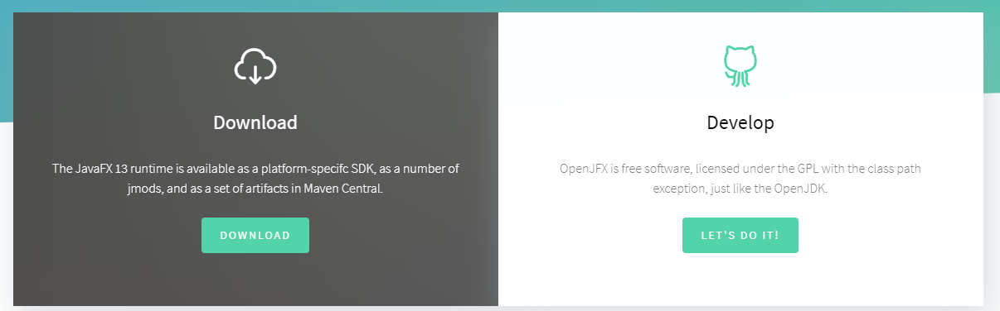 Download
The JavaFX 13 runtime is available as a platform-specifc SDK, as a number of
jmods, and as a set of artifacts in Maven Central.
DOWNLOAD
Develop
OpenJFX is free software, licensed under the GPL with the class path
exception, just like the OpenJDK.
LET'S DO IT!